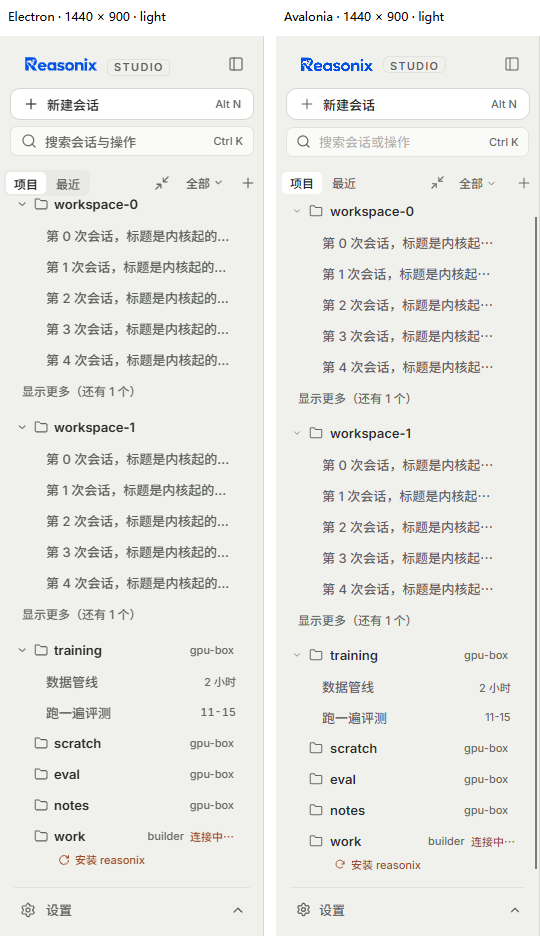 Electron · 1440 × 900 · light
Reasonix STUDIO
新建会话 Alt N
搜索会话与操作 Ctrl K
项目 最近 全部
workspace-0
第 0 次会话，标题是内核起的...
第 1 次会话，标题是内核起的...
第 2 次会话，标题是内核起的...
第 3 次会话，标题是内核起的...
第 4 次会话，标题是内核起的...
显示更多（还有 1 个）
workspace-1
第 0 次会话，标题是内核起的...
第 1 次会话，标题是内核起的...
第 2 次会话，标题是内核起的...
第 3 次会话，标题是内核起的...
第 4 次会话，标题是内核起的...
显示更多（还有 1 个）
training gpu-box
数据管线 2 小时
跑一遍评测 11-15
scratch gpu-box
eval gpu-box
notes gpu-box
work builder 连接中···
安装 reasonix
设置
Avalonia · 1440 × 900 · light
Reasonix STUDIO
新建会话 Alt N
搜索会话或操作 Ctrl K
项目 最近 全部
workspace-0
第 0 次会话，标题是内核起···
第 1 次会话，标题是内核起···
第 2 次会话，标题是内核起···
第 3 次会话，标题是内核起···
第 4 次会话，标题是内核起···
显示更多（还有 1 个）
workspace-1
第 0 次会话，标题是内核起···
第 1 次会话，标题是内核起···
第 2 次会话，标题是内核起···
第 3 次会话，标题是内核起···
第 4 次会话，标题是内核起···
显示更多（还有 1 个）
training gpu-box
数据管线 2 小时
跑一遍评测 11-15
scratch gpu-box
eval gpu-box
notes gpu-box
work builder 连接中···
安装 reasonix
设置